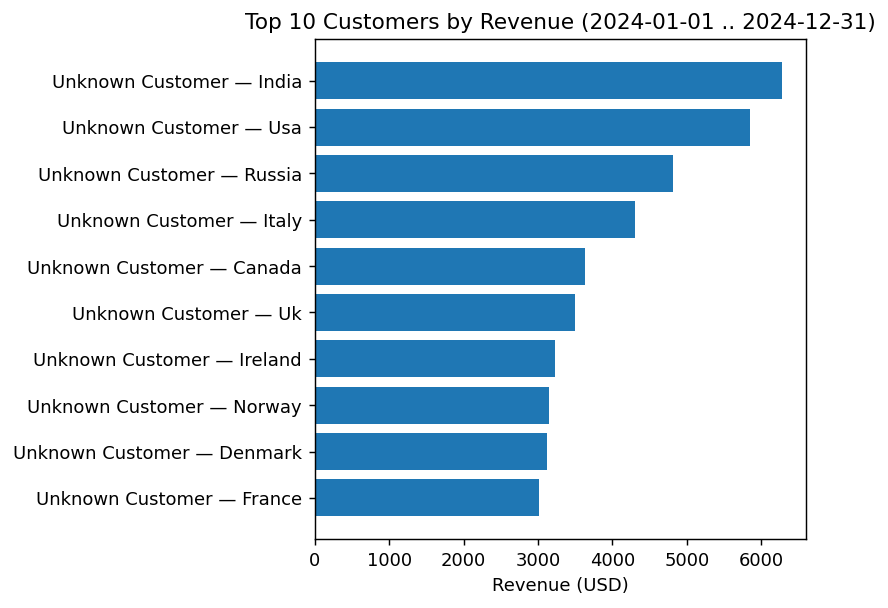 Top 10 Customers by Revenue (2024-01-01 .. 2024-12-31)
Unknown Customer — India
Unknown Customer — Usa
Unknown Customer — Russia
Unknown Customer — Italy
Unknown Customer — Canada
Unknown Customer — Uk
Unknown Customer — Ireland
Unknown Customer — Norway
Unknown Customer — Denmark
Unknown Customer — France
0 1000 2000 3000 4000 5000 6000
Revenue (USD)